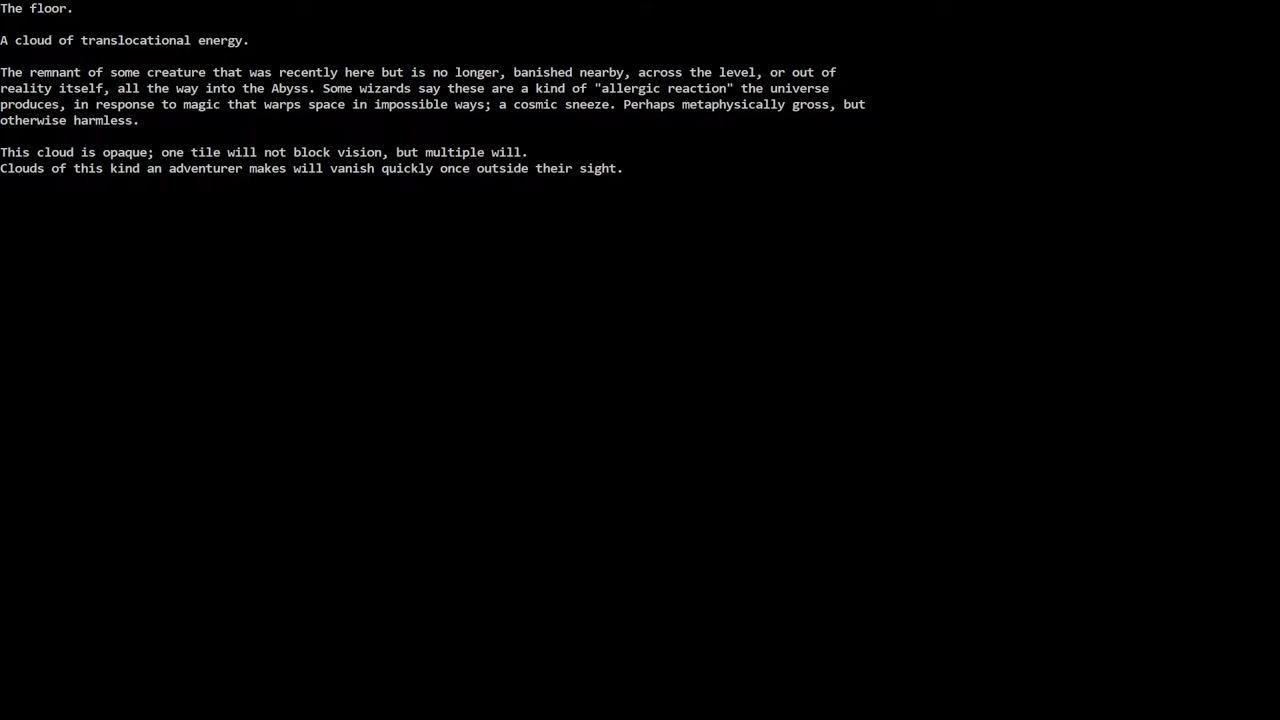 The floor.
A cloud of translocational energy.
The remnant of some creature that was recently here but is no longer, banished nearby, across the level, or out of
reality itself, all the way into the Abyss. Some wizards say these are a kind of "allergic reaction" the universe
produces, in response to magic that warps space in impossible ways; a cosmic sneeze. Perhaps metaphysically gross, but
otherwise harmless.
This cloud is opaque; one tile will not block vision, but multiple will.
Clouds of this kind an adventurer makes will vanish quickly once outside their sight.